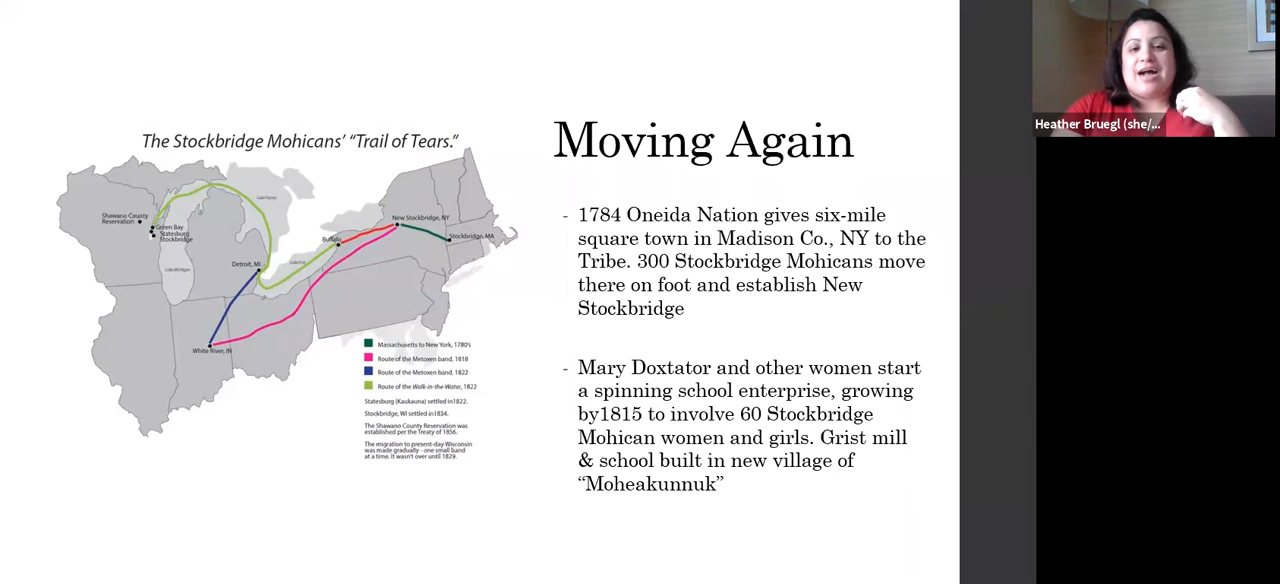 The Stockbridge Mohicans' “Trail of Tears.”
Shawano County
Reservation
Green Bay
Statesburg
Stockbridge
Lake Michigan
Lake Huron
Detroit, MI
Lake Erie
Buffalo
New Stockbridge, NY
Stockbridge, MA
White River, IN
Massachusetts to New York, 1780's
Route of the Metoxen band, 1818
Route of the Metoxen band, 1822
Route of the Walk-in-the-Water, 1822
Statesburg (Kaukauna) settled in1822.
Stockbridge, WI settled in1834.
The Shawano County Reservation was
established per the Treaty of 1856.
The migration to present-day Wisconsin
was made gradually - one small band
at a time. It wasn't over until 1829.
Moving Again
- 1784 Oneida Nation gives six-mile
square town in Madison Co., NY to the
Tribe. 300 Stockbridge Mohicans move
there on foot and establish New
Stockbridge
- Mary Doxtator and other women start
a spinning school enterprise, growing
by1815 to involve 60 Stockbridge
Mohican women and girls. Grist mill
& school built in new village of
“Moheakunnuk”
Heather Bruegl (she/...